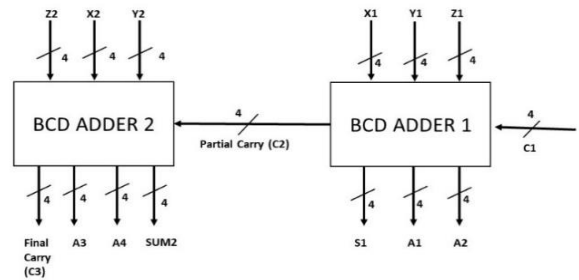 Z2 X2 Y2 X1 Y1 Z1
4 4 4 4 4 4
BCD ADDER 2 4 BCD ADDER 1 4
Partial Carry (C2) C1
4 4 4 4 4 4 4
Final A3 A4 SUM2 S1 A1 A2
Carry
(C3)